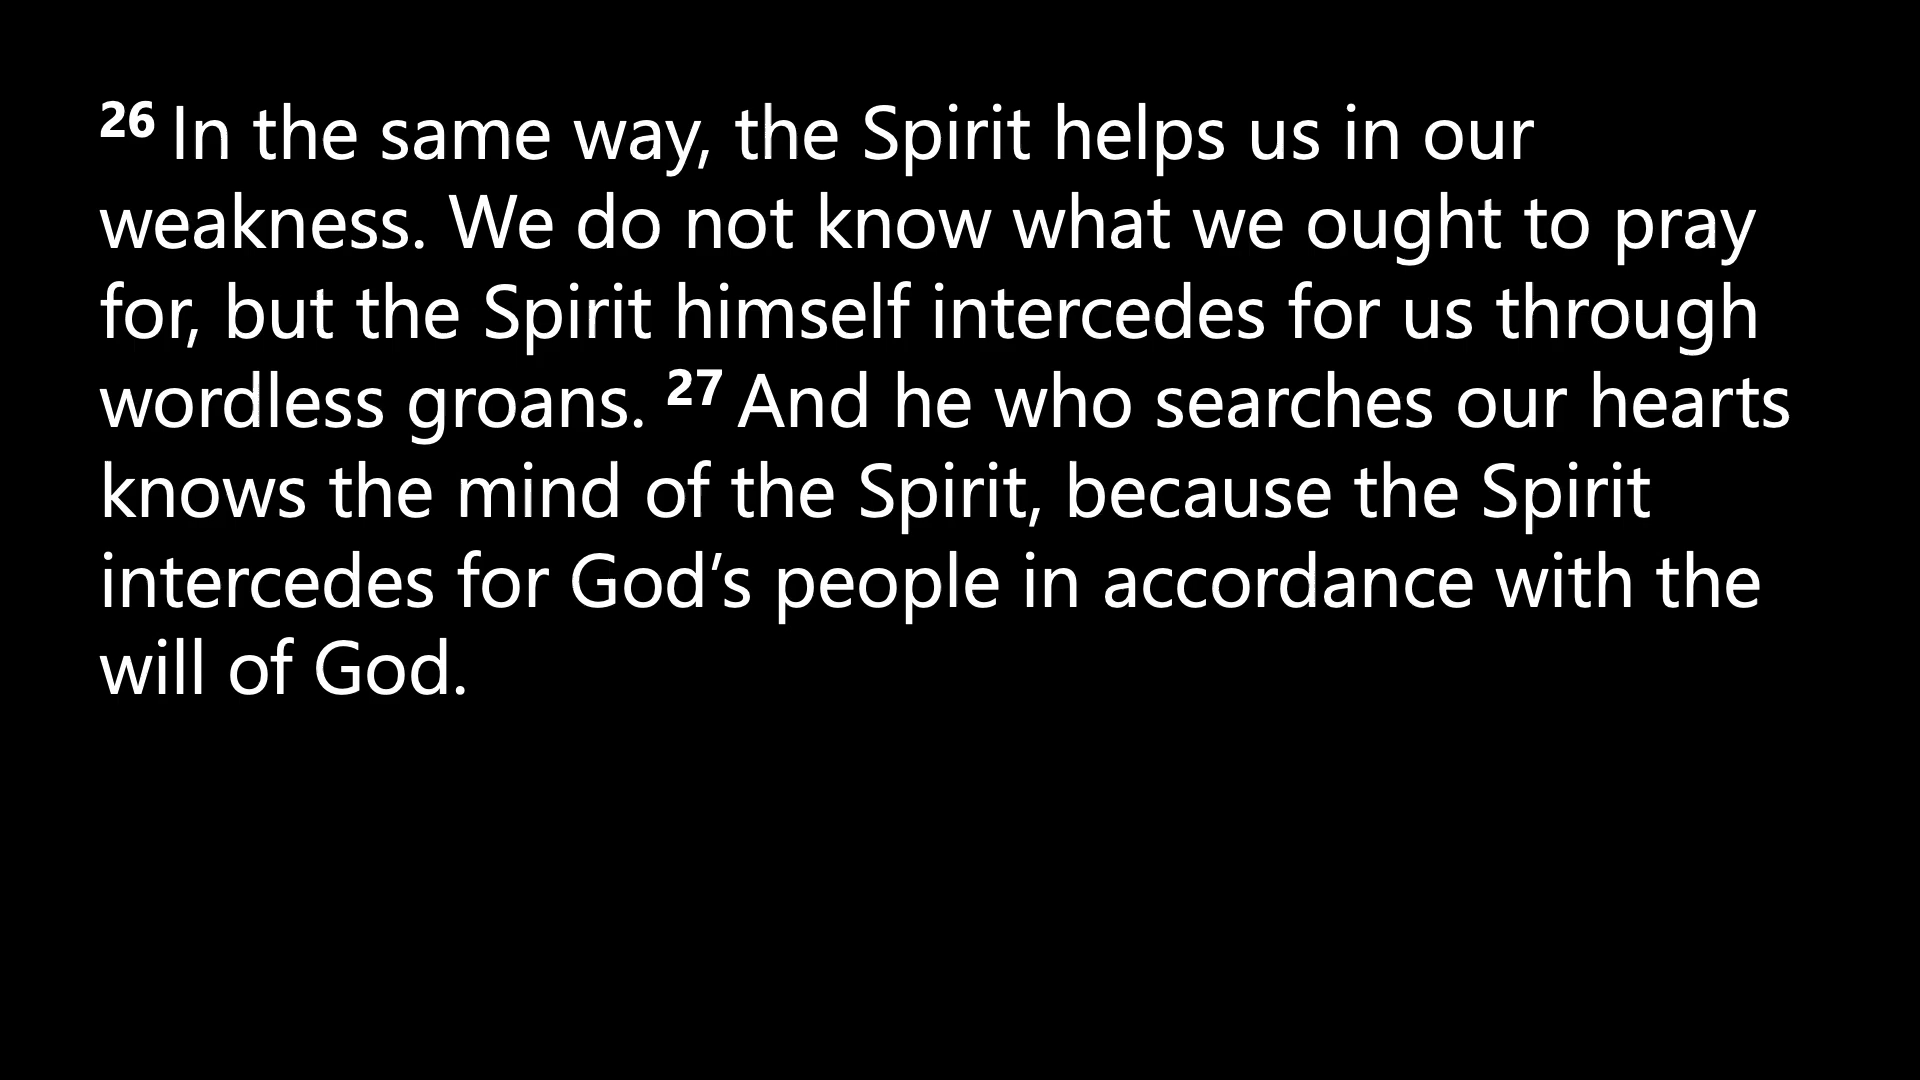 26 In the same way, the Spirit helps us in our
weakness. We do not know what we ought to pray
for, but the Spirit himself intercedes for us through
wordless groans. 27 And he who searches our hearts
knows the mind of the Spirit, because the Spirit
intercedes for God’s people in accordance with the
will of God.